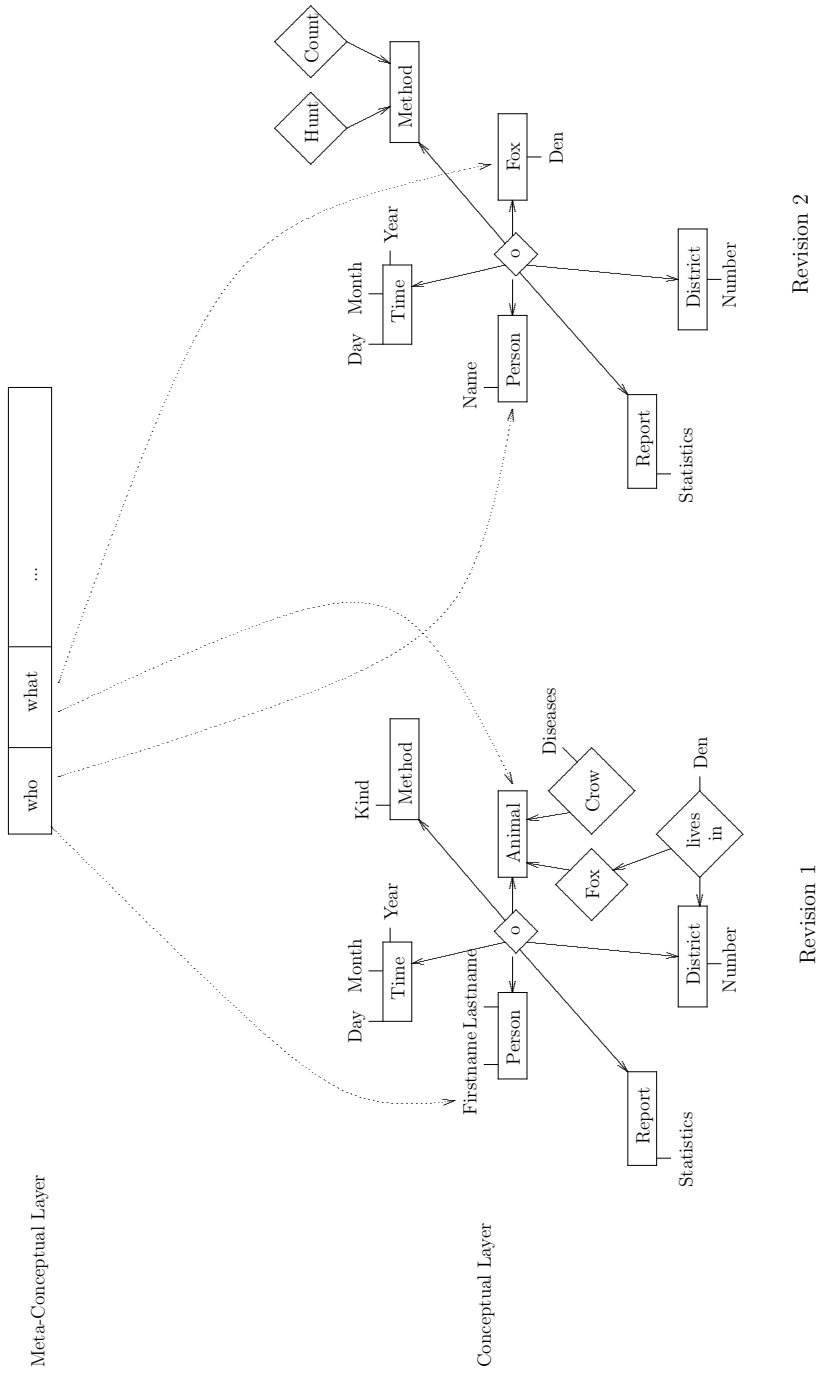 Meta-Conceptual Layer
who
what
...
Conceptual Layer
Day
Month
Year
Time
Kind
Method
Firstname
Lastname
Person
o
Animal
Diseases
Crow
Fox
lives
in
Den
District
Number
Report
Statistics
Revision 1
Hunt
Count
Method
Day
Month
Year
Time
Name
Person
o
Fox
Den
District
Number
Report
Statistics
Revision 2